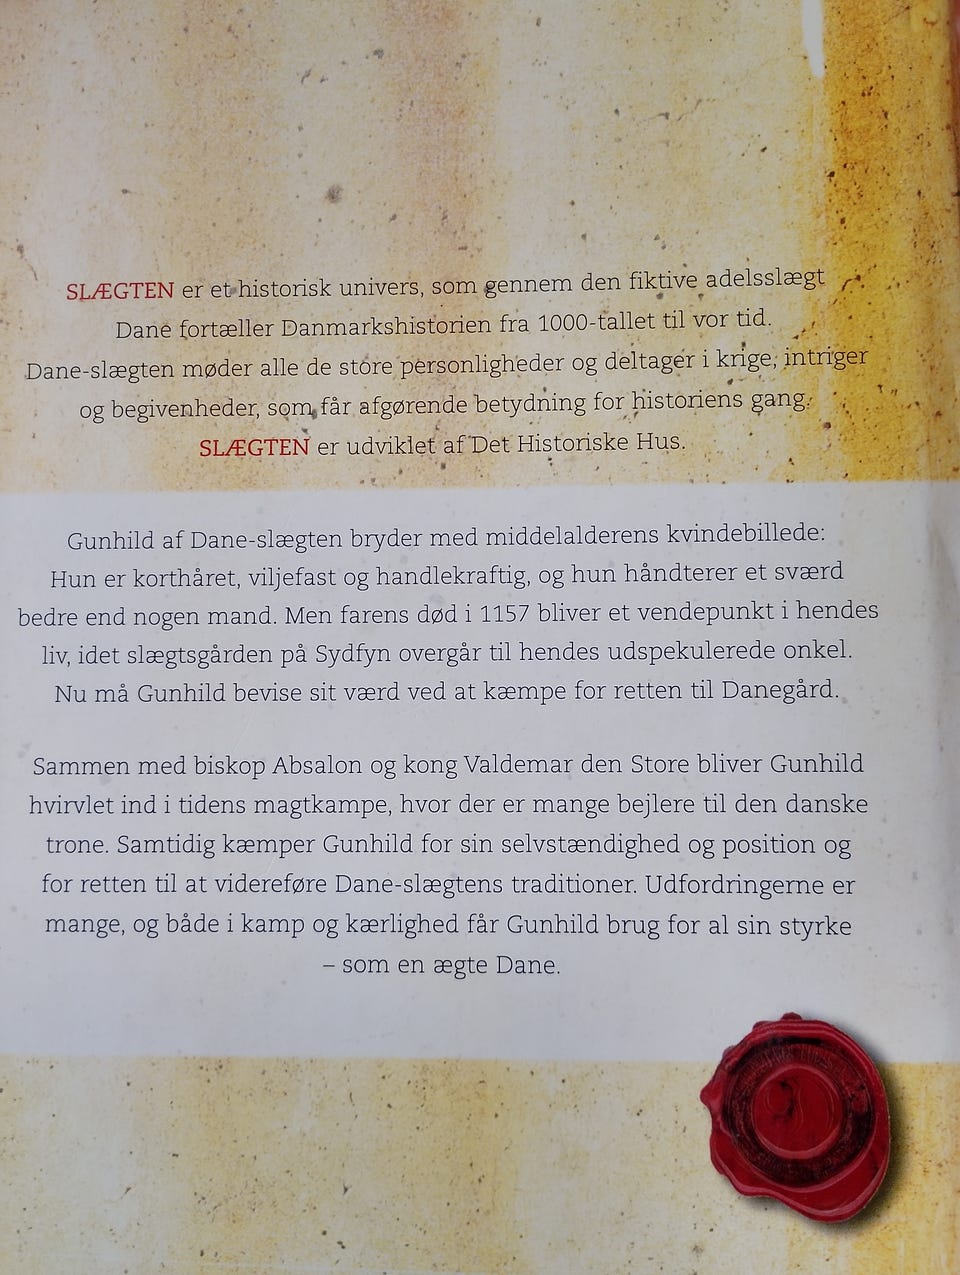 SLÆGTEN er et historisk univers, som gennem den fiktive adelsslægt
Dane fortæller Danmarkshistorien fra 1000-tallet til vor tid.
Dane-slægten møder alle de store personligheder og deltager i krige, intriger
og begivenheder, som får afgørende betydning for historiens gang.
SLÆGTEN er udviklet af Det Historiske Hus.
Gunhild af Dane-slægten bryder med middelalderens kvindebillede:
Hun er korthåret, viljefast og handlekraftig, og hun håndterer et sværd
bedre end nogen mand. Men farens død i 1157 bliver et vendepunkt i hendes
liv, idet slægtsgården på Sydfyn overgår til hendes udspekulerede onkel.
Nu må Gunhild bevise sit værd ved at kæmpe for retten til Danegård.
Sammen med biskop Absalon og kong Valdemar den Store bliver Gunhild
hvirvlet ind i tidens magtkampe, hvor der er mange bejlere til den danske
trone. Samtidig kæmper Gunhild for sin selvstændighed og position og
for retten til at videreføre Dane-slægtens traditioner. Udfordringerne er
mange, og både i kamp og kærlighed får Gunhild brug for al sin styrke
– som en ægte Dane.